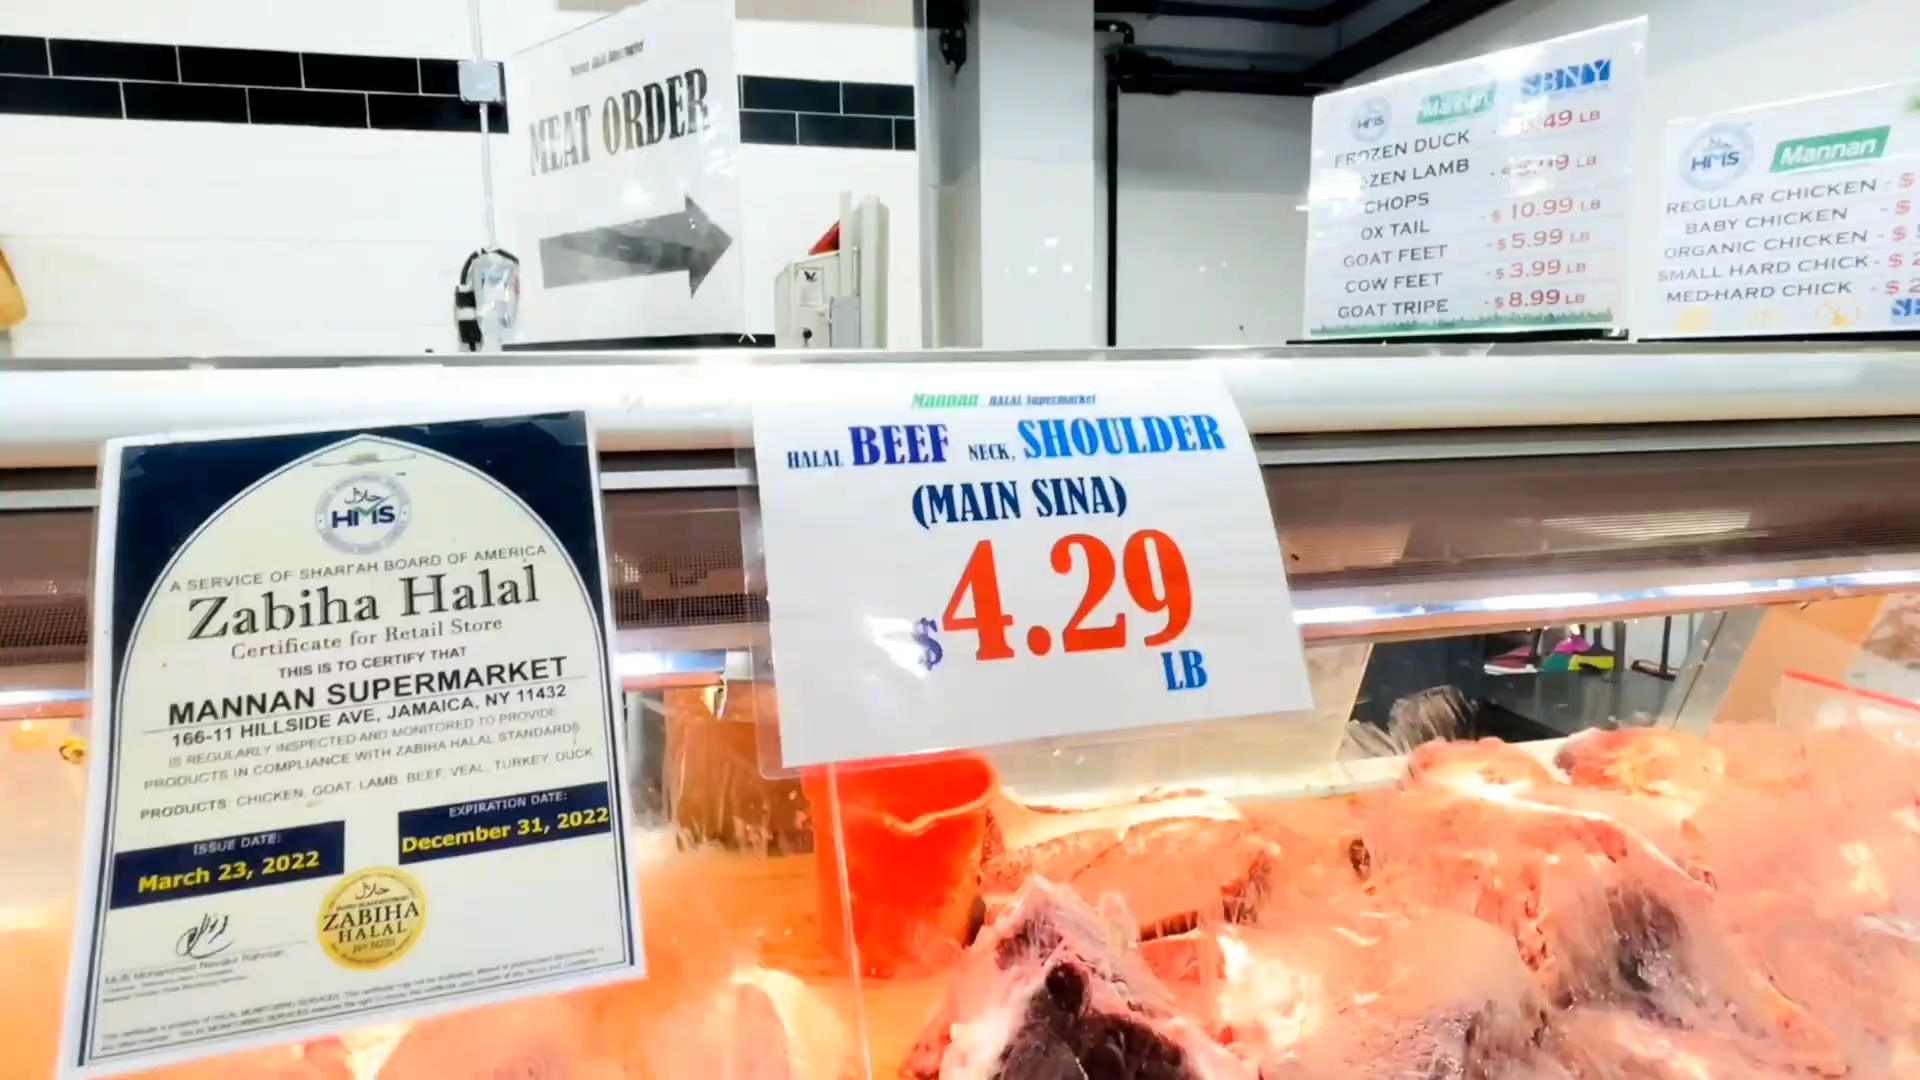 MEAT ORDER
HMS
Mannan
SBNY
FROZEN DUCK
49 LB
ZEN LAMB
LB
CHOPS
OX TAIL - $ 10.99 LB
GOAT FEET - $ 5.99 LB
COW FEET - $ 3.99 LB
GOAT TRIPE - $ 8.99 LB
HMS
Mannan
REGULAR CHICKEN - $
BABY CHICKEN - $
ORGANIC CHICKEN - $
SMALL HARD CHICK - $ 2
MED-HARD CHICK - $ 2
Mannan HALAL Supermarket
HALAL BEEF NECK, SHOULDER
(MAIN SINA)
$4.29
LB
حلال
HMS
A SERVICE OF SHARI'AH BOARD OF AMERICA
Zabiha Halal
Certificate for Retail Store
THIS IS TO CERTIFY THAT
MANNAN SUPERMARKET
166-11 HILLSIDE AVE, JAMAICA, NY 11432
IS REGULARLY INSPECTED AND MONITORED TO PROVIDE
PRODUCTS IN COMPLIANCE WITH ZABIHA HALAL STANDARDS
PRODUCTS: CHICKEN, GOAT, LAMB, BEEF, VEAL, TURKEY, DUCK
ISSUE DATE:
March 23, 2022
EXPIRATION DATE:
December 31, 2022
حلال
ZABIHA
HALAL